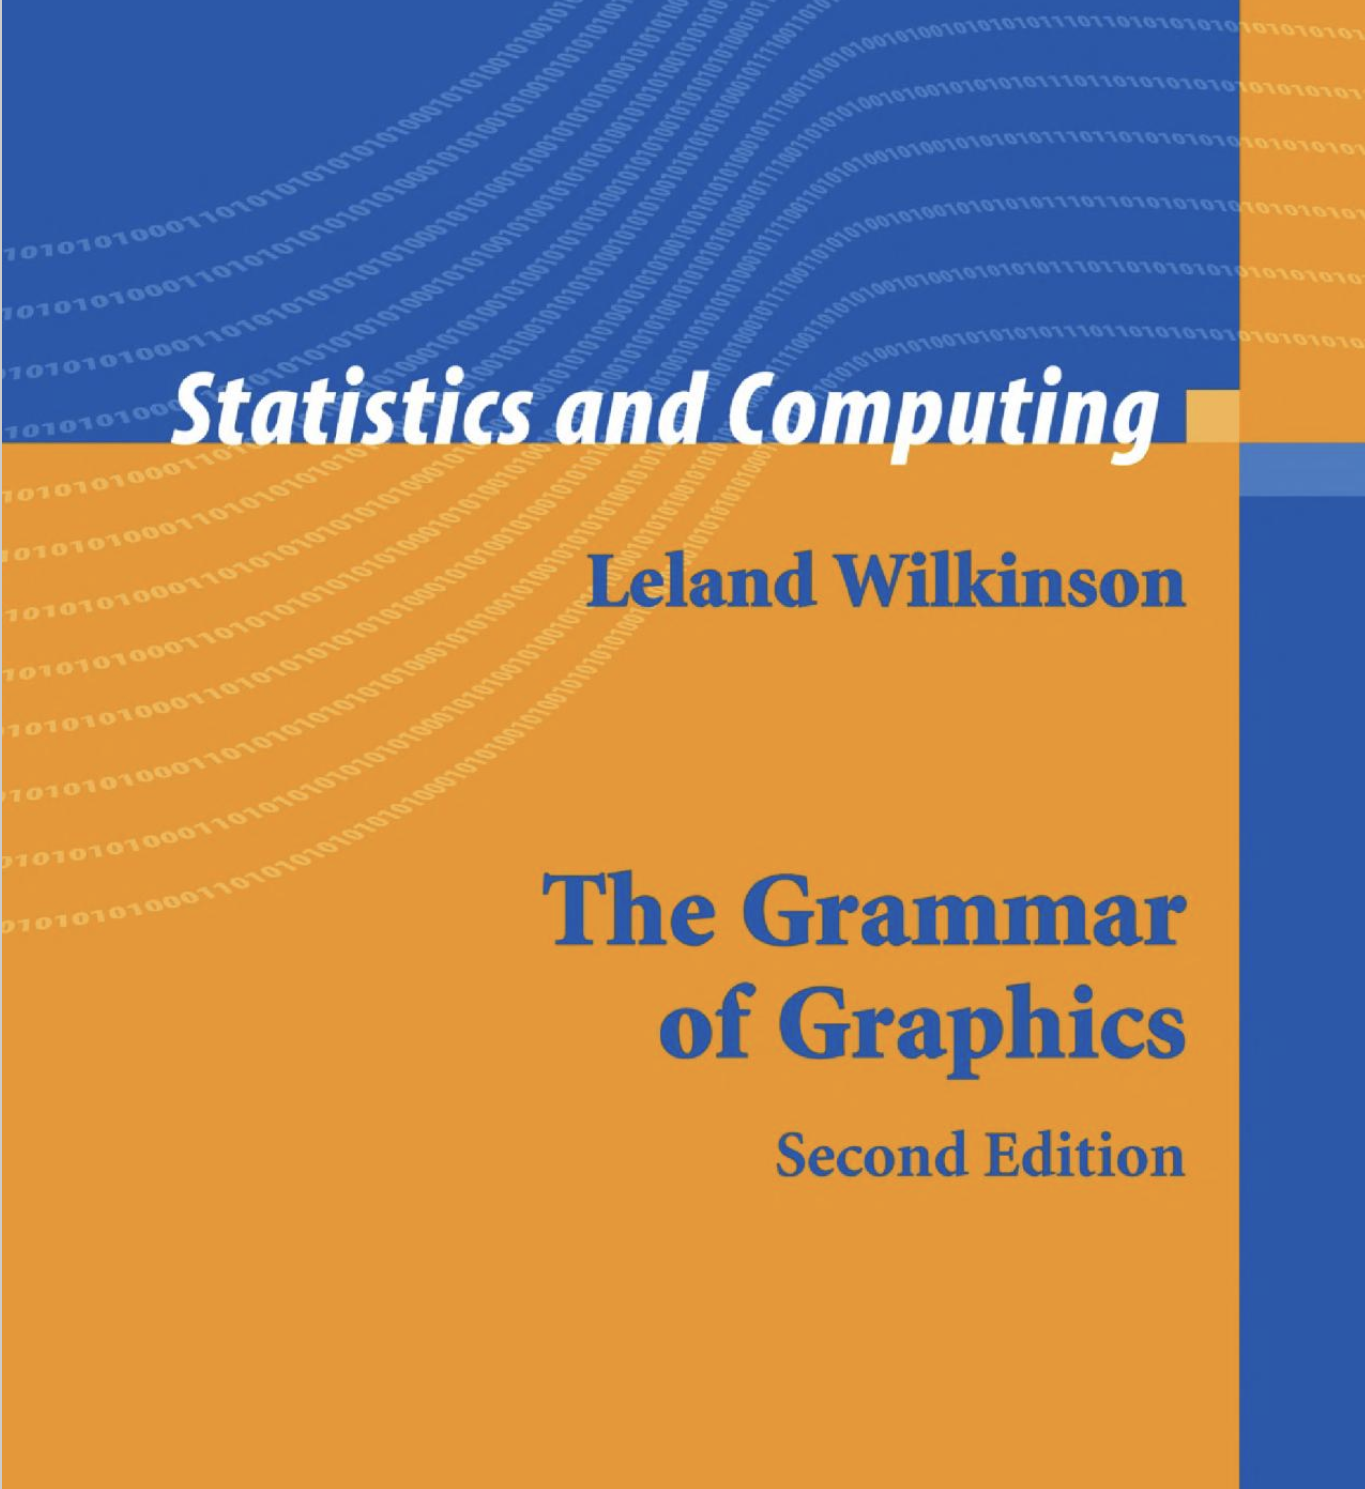 Statistics and Computing
Leland Wilkinson
The Grammar
of Graphics
Second Edition